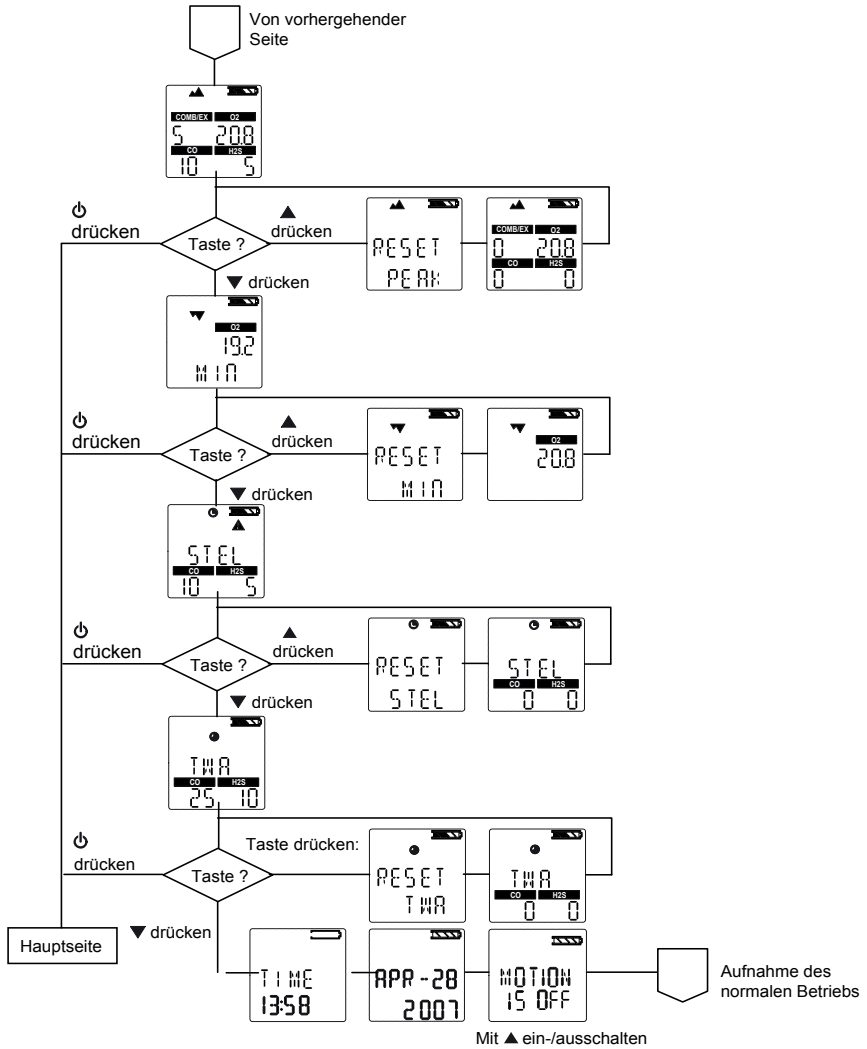 Von vorhergehender
Seite
COMB/EX O2
5 20.8
CO H2S
10 5
drücken
Taste ?
▲
drücken
RESET
PEAK
COMB/EX O2
0 20.8
CO H2S
0 0
▼ drücken
O2
19.2
MIN
drücken
Taste ?
▲
drücken
RESET
MIN
O2
20.8
▼ drücken
STEL
CO H2S
10 5
drücken
Taste ?
▲
drücken
RESET
STEL
STEL
CO H2S
0 0
▼ drücken
TWA
CO H2S
25 10
drücken
Taste ?
Taste drücken:
RESET
TWA
TWA
CO H2S
0 0
Hauptseite
▼ drücken
TIME
13:58
APR-28
2007
MOTION
IS OFF
Aufnahme des
normalen Betriebs
Mit ▲ ein-/ausschalten